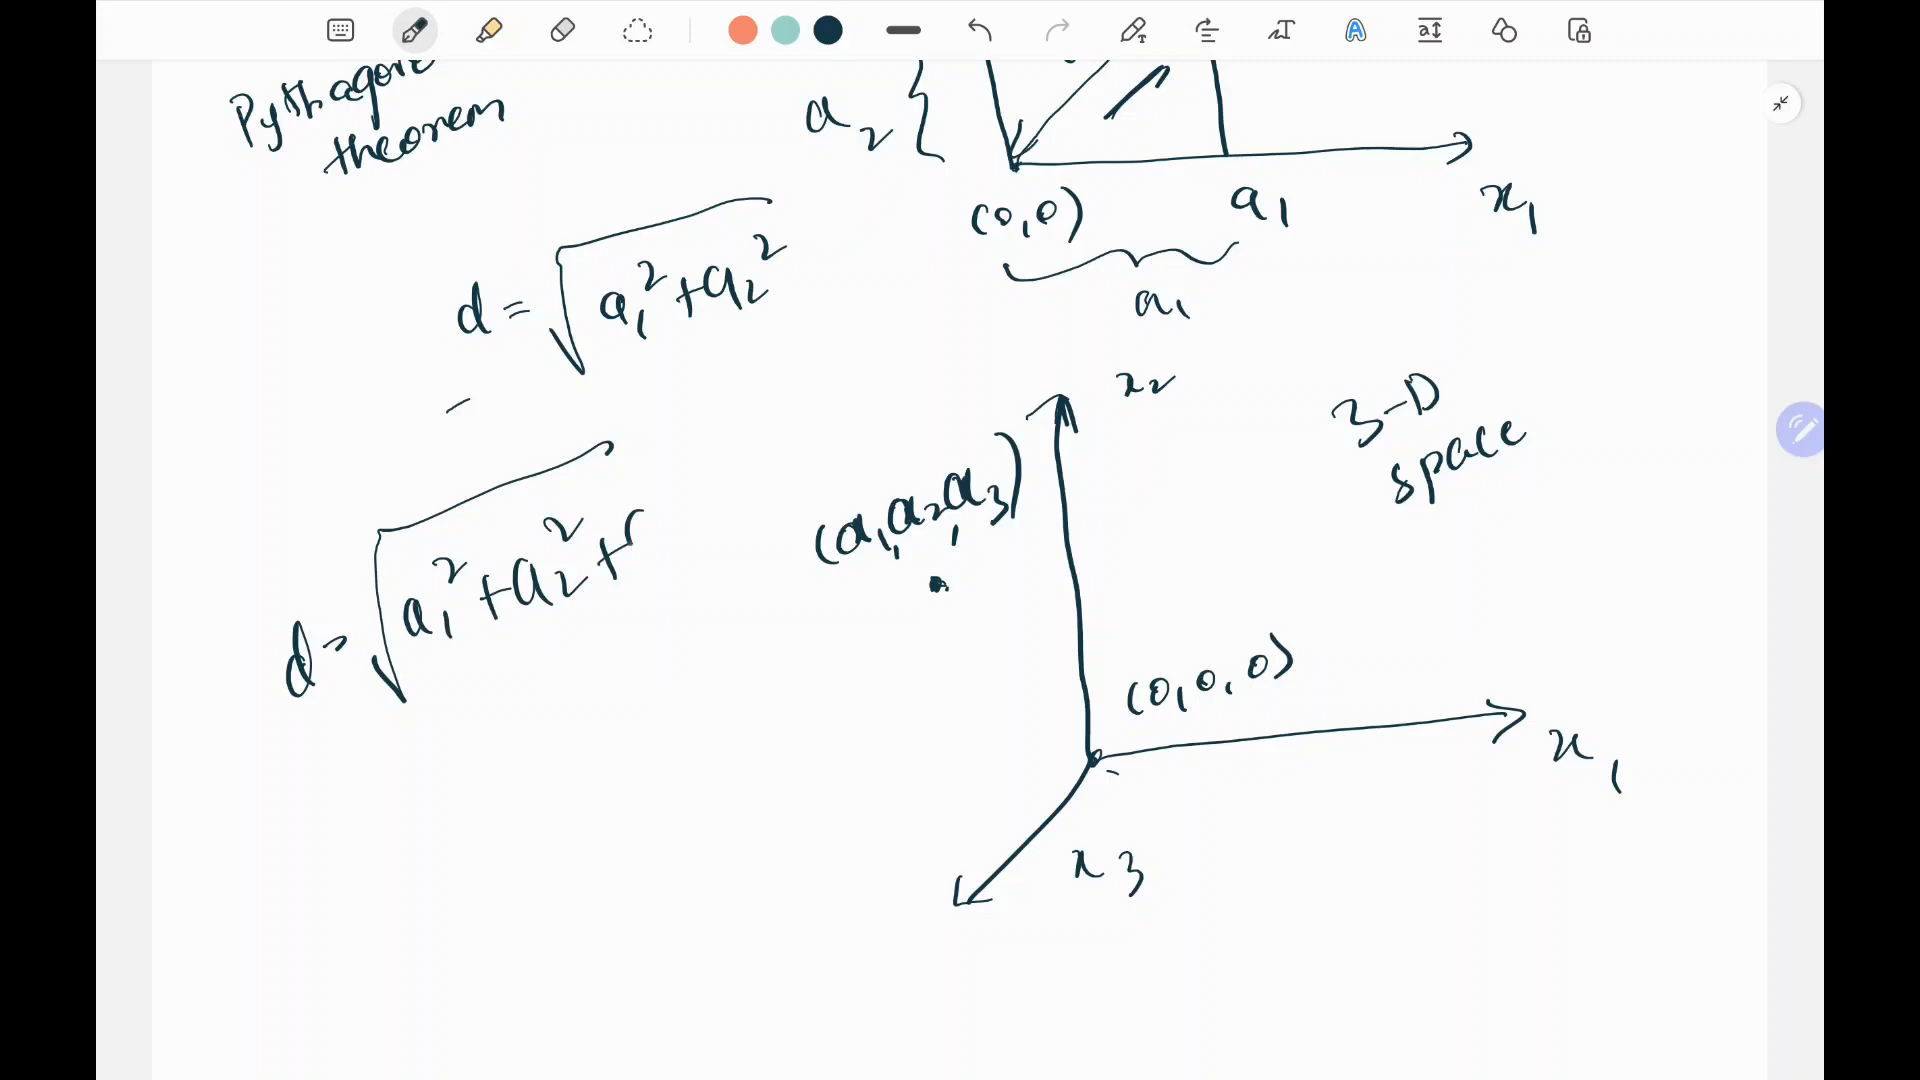 Pythagore
theorem
a₂
(0,0)
a₁
x₁
a₁
d = √a₁² + a₂²
x₂
3-D
space
(a₁, a₂, a₃)
d = √a₁² + a₂² +
(0,0,0)
x₁
x₃